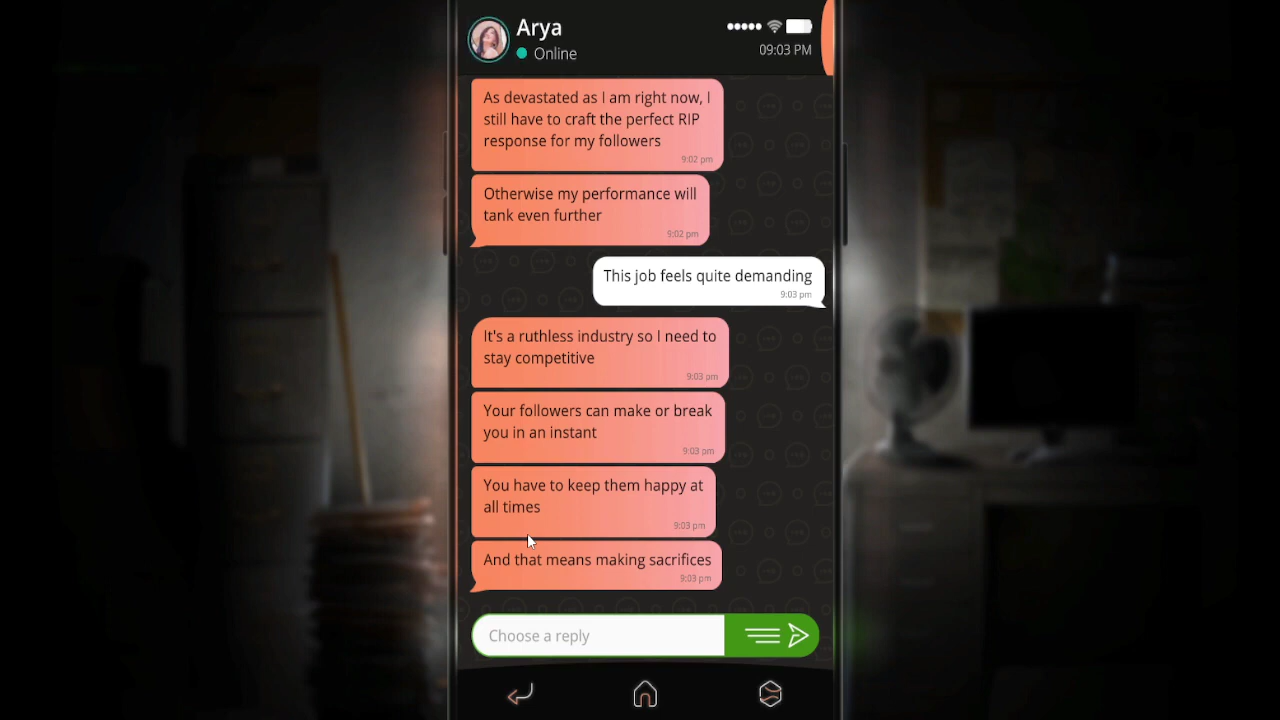 Arya
Online
09:03 PM
As devastated as I am right now, I
still have to craft the perfect RIP
response for my followers
9:02 pm
Otherwise my performance will
tank even further
9:02 pm
This job feels quite demanding
9:03 pm
It's a ruthless industry so I need to
stay competitive
9:03 pm
Your followers can make or break
you in an instant
9:03 pm
You have to keep them happy at
all times
9:03 pm
And that means making sacrifices
9:03 pm
Choose a reply